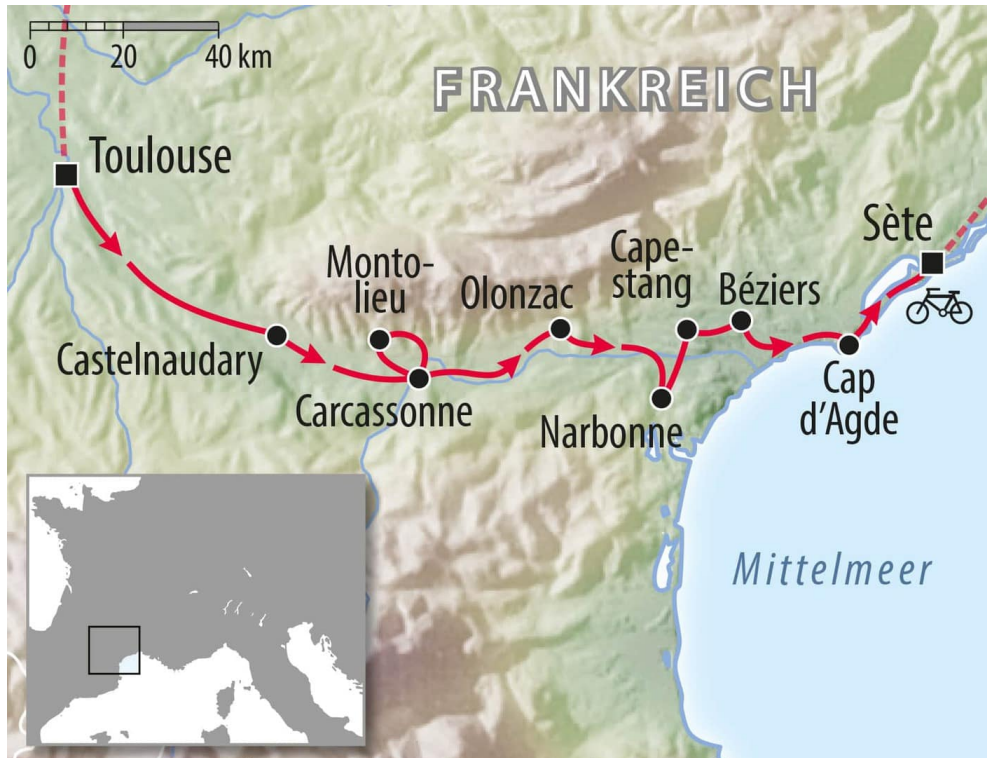 0 20 40 km
FRANKREICH
Toulouse
Sète
Monto-
lieu
Olonzac
Cape-
stang
Béziers
Castelnaudary
Carcassonne
Narbonne
Cap
d'Agde
Mittelmeer